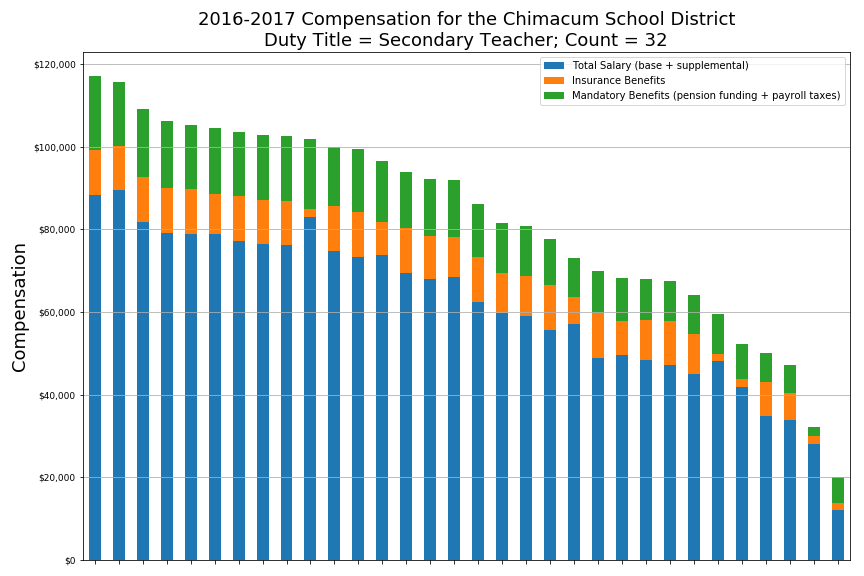 2016-2017 Compensation for the Chimacum School District
Duty Title = Secondary Teacher; Count = 32
Total Salary (base + supplemental)
Insurance Benefits
Mandatory Benefits (pension funding + payroll taxes)
Compensation
$120,000
$100,000
$80,000
$60,000
$40,000
$20,000
$0